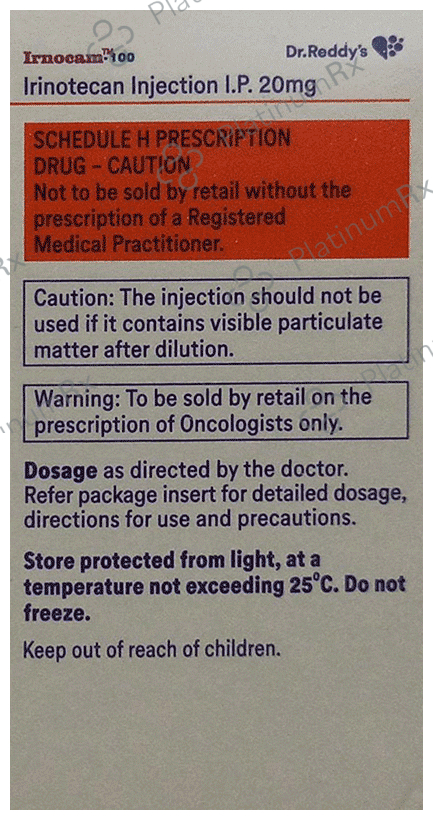 Irnocam™-100
Dr.Reddy's
Irinotecan Injection I.P. 20mg
SCHEDULE H PRESCRIPTION
DRUG – CAUTION
Not to be sold by retail without the
prescription of a Registered
Medical Practitioner.
Caution: The injection should not be
used if it contains visible particulate
matter after dilution.
Warning: To be sold by retail on the
prescription of Oncologists only.
Dosage as directed by the doctor.
Refer package insert for detailed dosage,
directions for use and precautions.
Store protected from light, at a
temperature not exceeding 25°C. Do not
freeze.
Keep out of reach of children.
PlatinumRx